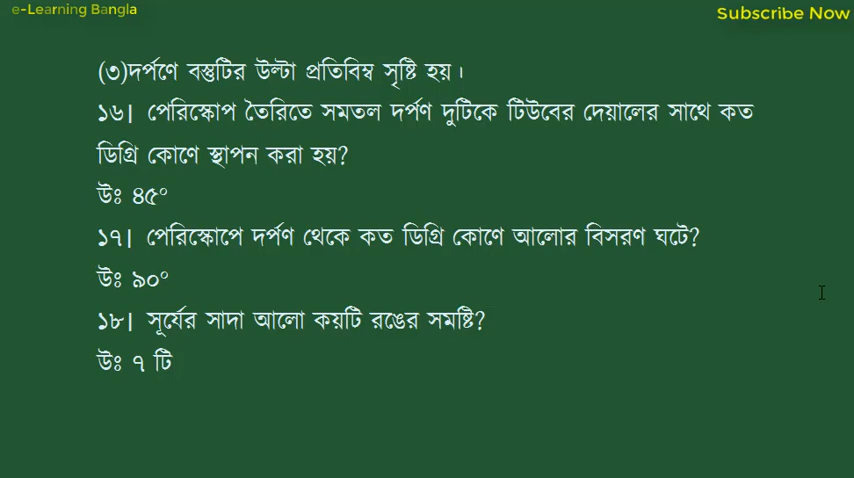 e-Learning Bangla
Subscribe Now
(৩)দর্পণে বস্তুটির উল্টা প্রতিবিম্ব সৃষ্টি হয়।
১৬। পেরিস্কোপ তৈরিতে সমতল দর্পণ দুটিকে টিউবের দেয়ালের সাথে কত
ডিগ্রি কোণে স্থাপন করা হয়?
উঃ ৪৫°
১৭। পেরিস্কোপে দর্পণ থেকে কত ডিগ্রি কোণে আলোর বিসরণ ঘটে?
উঃ ৯০°
১৮। সূর্যের সাদা আলো কয়টি রঙের সমষ্টি?
উঃ ৭ টি